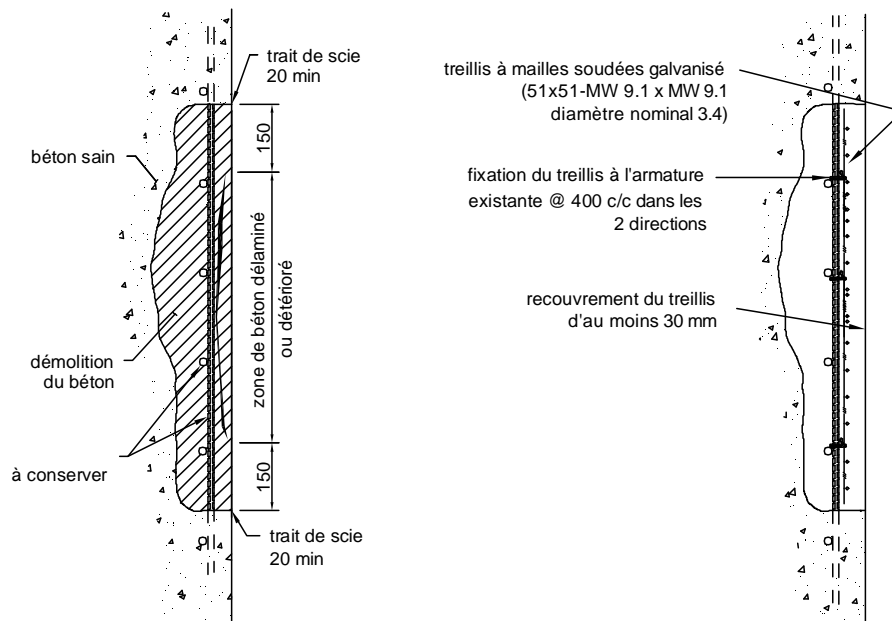 trait de scie
20 min
150
béton sain
zone de béton délaminé
ou détérioré
démolition
du béton
à conserver
150
trait de scie
20 min
treillis à mailles soudées galvanisé
(51x51-MW 9.1 x MW 9.1
diamètre nominal 3.4)
fixation du treillis à l'armature
existante @ 400 c/c dans les
2 directions
recouvrement du treillis
d'au moins 30 mm